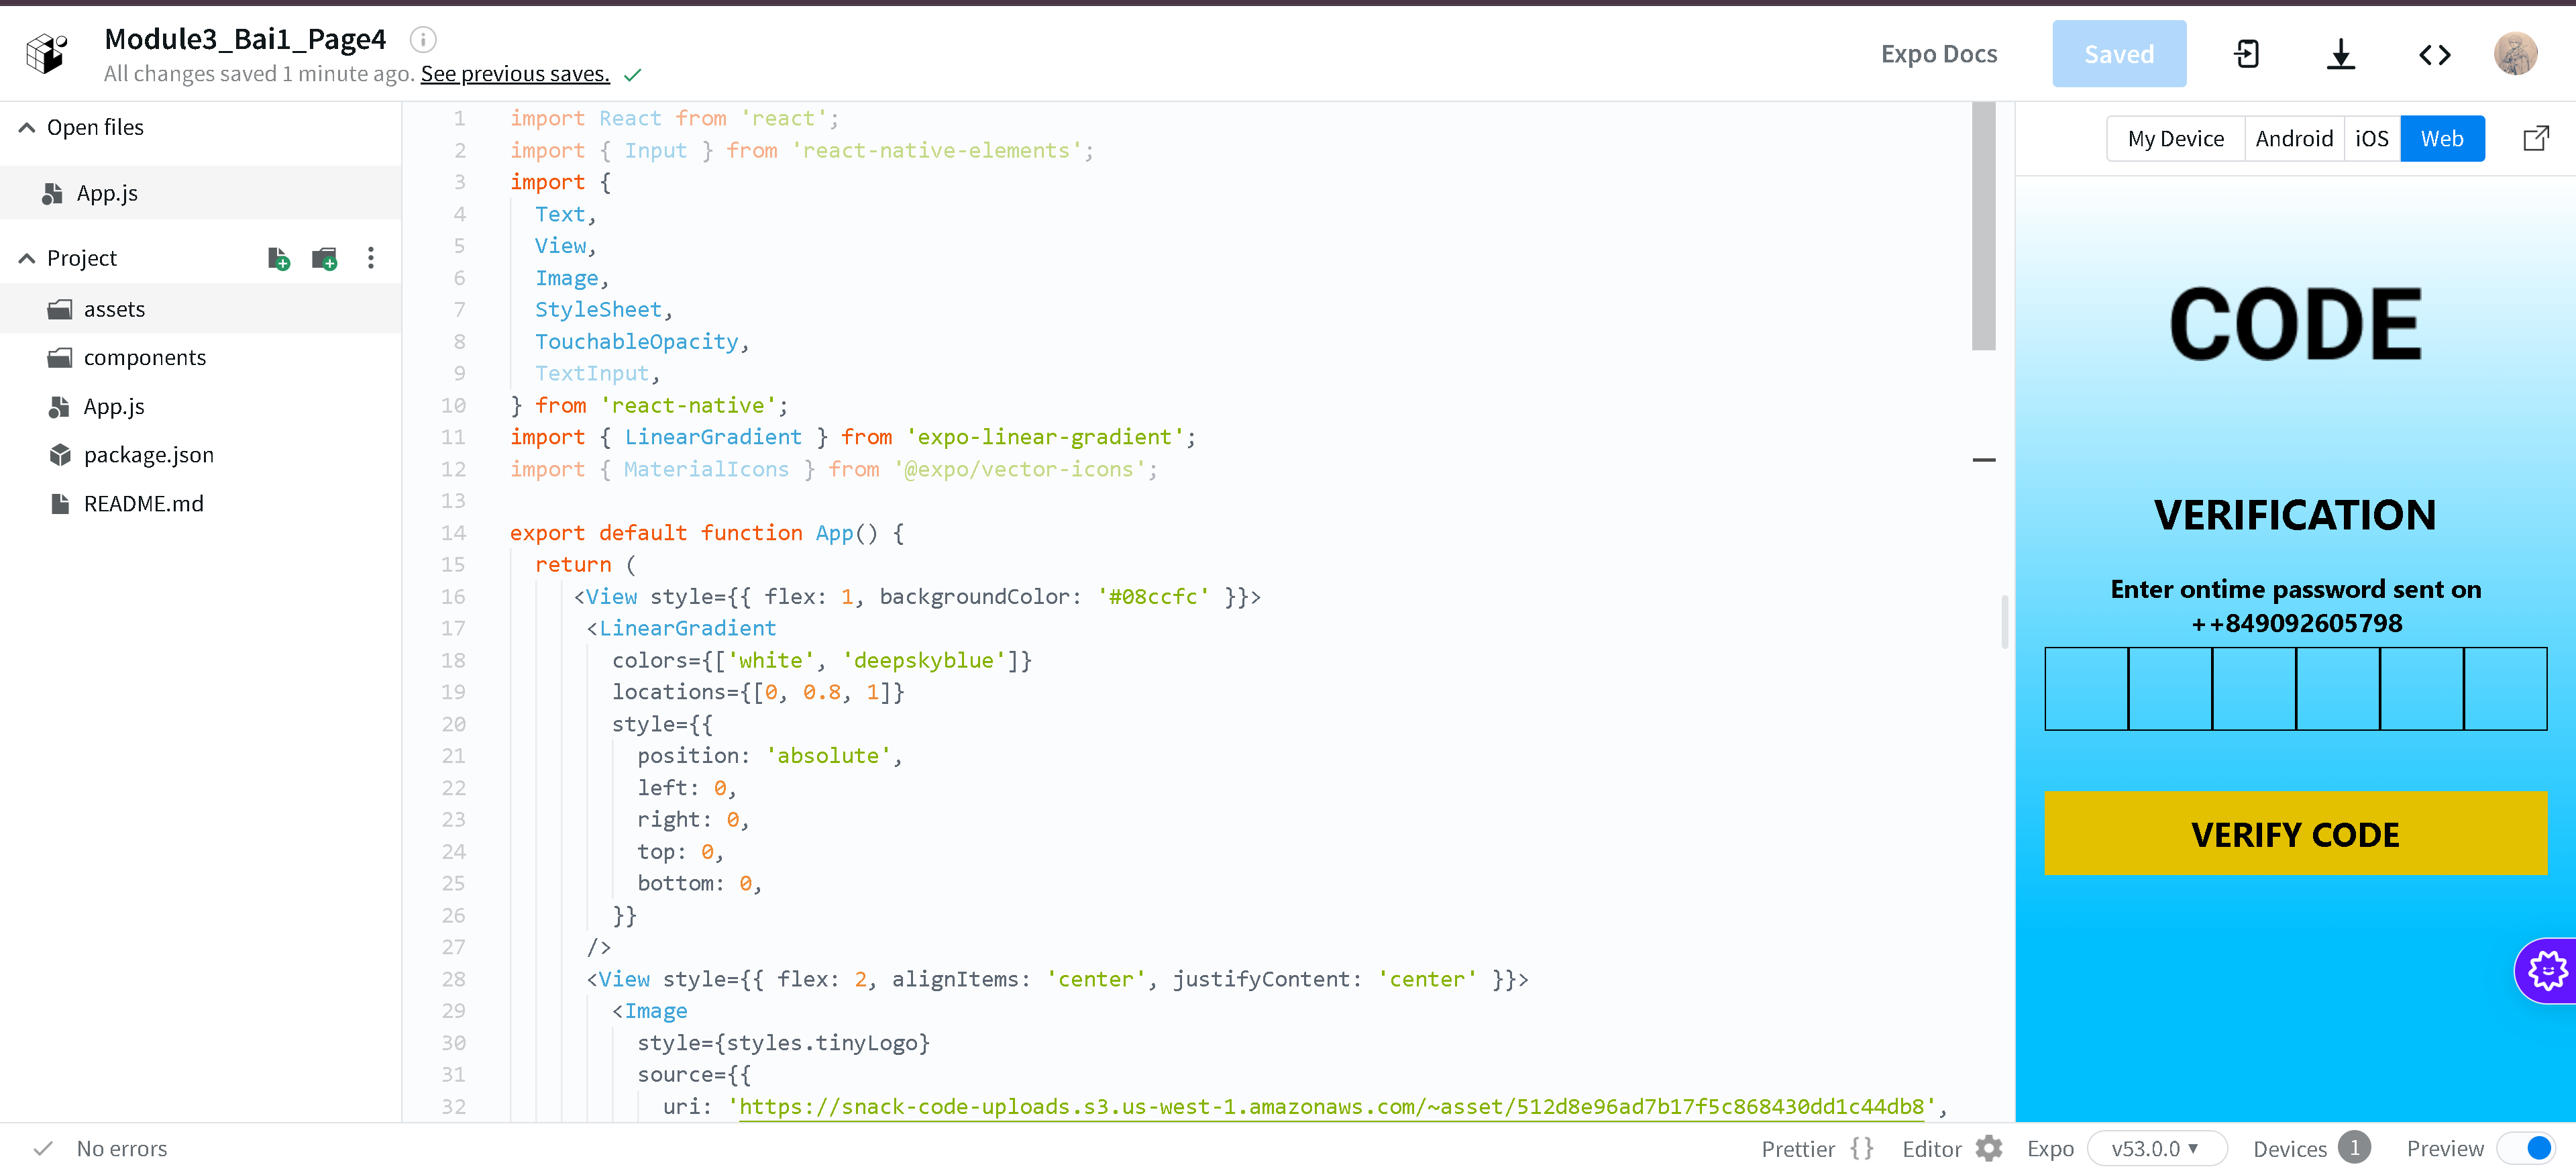 Module3_Bai1_Page4
All changes saved 1 minute ago. See previous saves.
Expo Docs
Saved
Open files
App.js
Project
assets
components
App.js
package.json
README.md
1 import React from 'react';
2 import { Input } from 'react-native-elements';
3 import {
4 Text,
5 View,
6 Image,
7 StyleSheet,
8 TouchableOpacity,
9 TextInput,
10 } from 'react-native';
11 import { LinearGradient } from 'expo-linear-gradient';
12 import { MaterialIcons } from '@expo/vector-icons';
13
14 export default function App() {
15 return (
16 <View style={{ flex: 1, backgroundColor: '#08ccfc' }}>
17 <LinearGradient
18 colors={['white', 'deepskyblue']}
19 locations={[0, 0.8, 1]}
20 style={{
21 position: 'absolute',
22 left: 0,
23 right: 0,
24 top: 0,
25 bottom: 0,
26 }}
27 />
28 <View style={{ flex: 2, alignItems: 'center', justifyContent: 'center' }}>
29 <Image
30 style={styles.tinyLogo}
31 source={{
32 uri: 'https://snack-code-uploads.s3.us-west-1.amazonaws.com/~asset/512d8e96ad7b17f5c868430dd1c44db8',
My Device Android iOS Web
CODE
VERIFICATION
Enter ontime password sent on
++849092605798
VERIFY CODE
No errors
Prettier {} Editor Expo v53.0.0 Devices 1 Preview